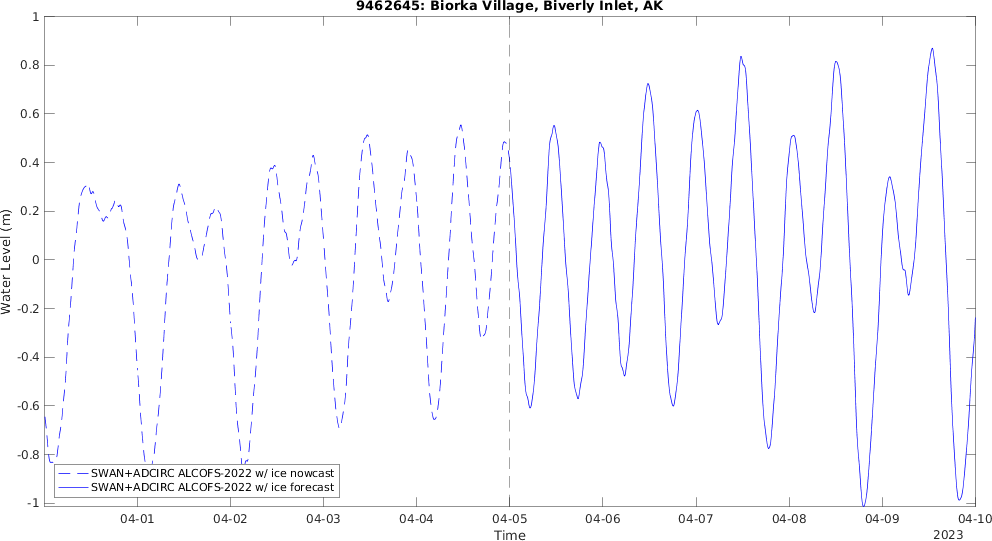 9462645: Biorka Village, Biverly Inlet, AK
Water Level (m)
1
0.8
0.6
0.4
0.2
0
-0.2
-0.4
-0.6
-0.8
-1
SWAN+ADCIRC ALCOFS-2022 w/ ice nowcast
SWAN+ADCIRC ALCOFS-2022 w/ ice forecast
04-01 04-02 04-03 04-04 04-05 04-06 04-07 04-08 04-09 04-10
Time
2023